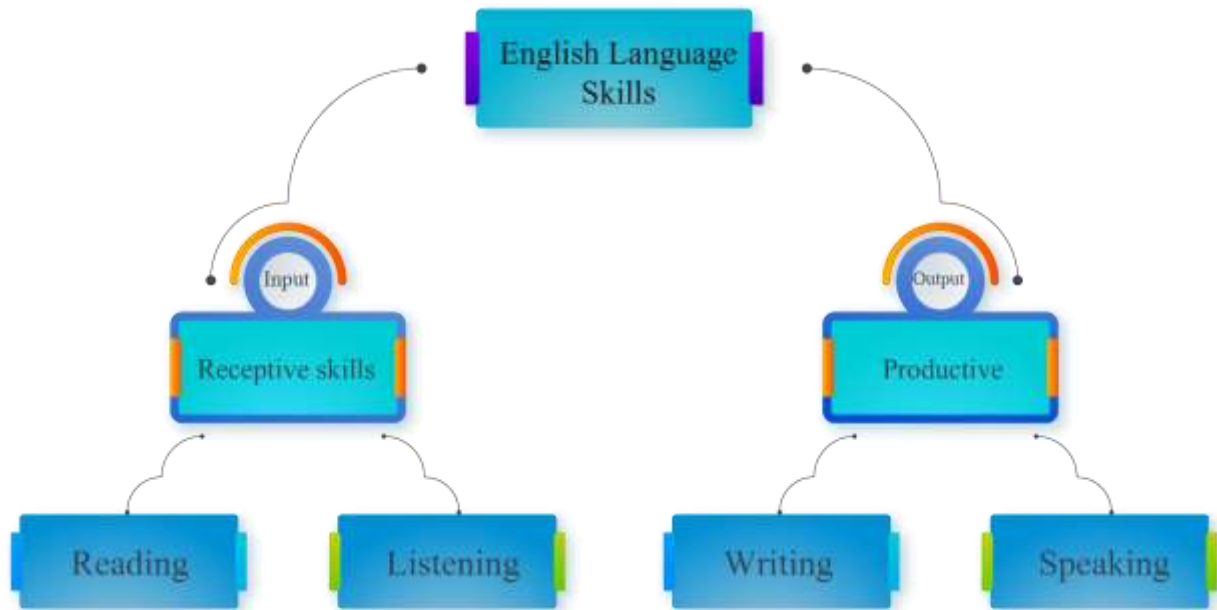 English Language
Skills
Input
Output
Receptive skills
Productive
Reading
Listening
Writing
Speaking